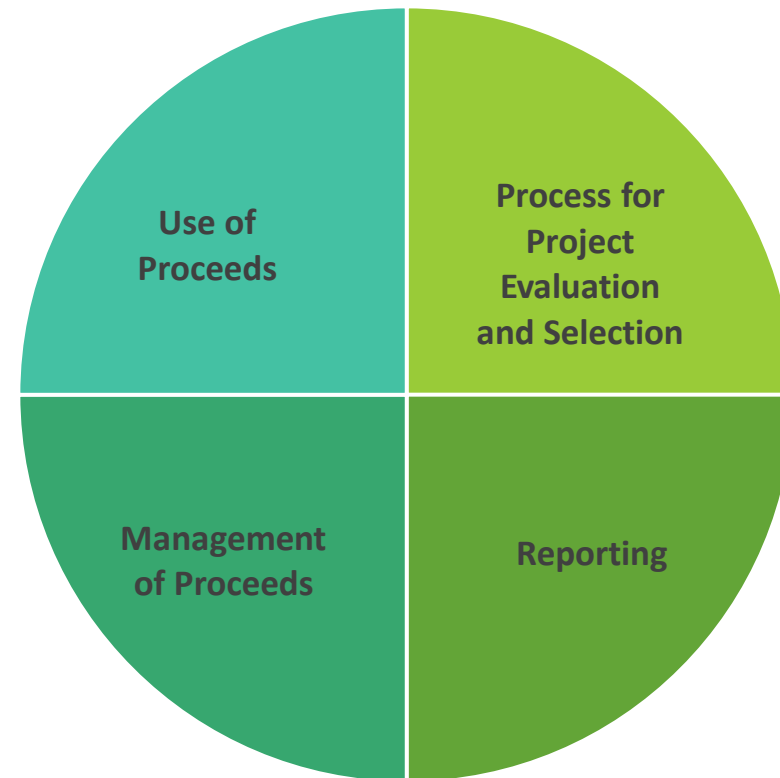 Use of
Proceeds
Process for
Project
Evaluation
and Selection
Management
of Proceeds
Reporting